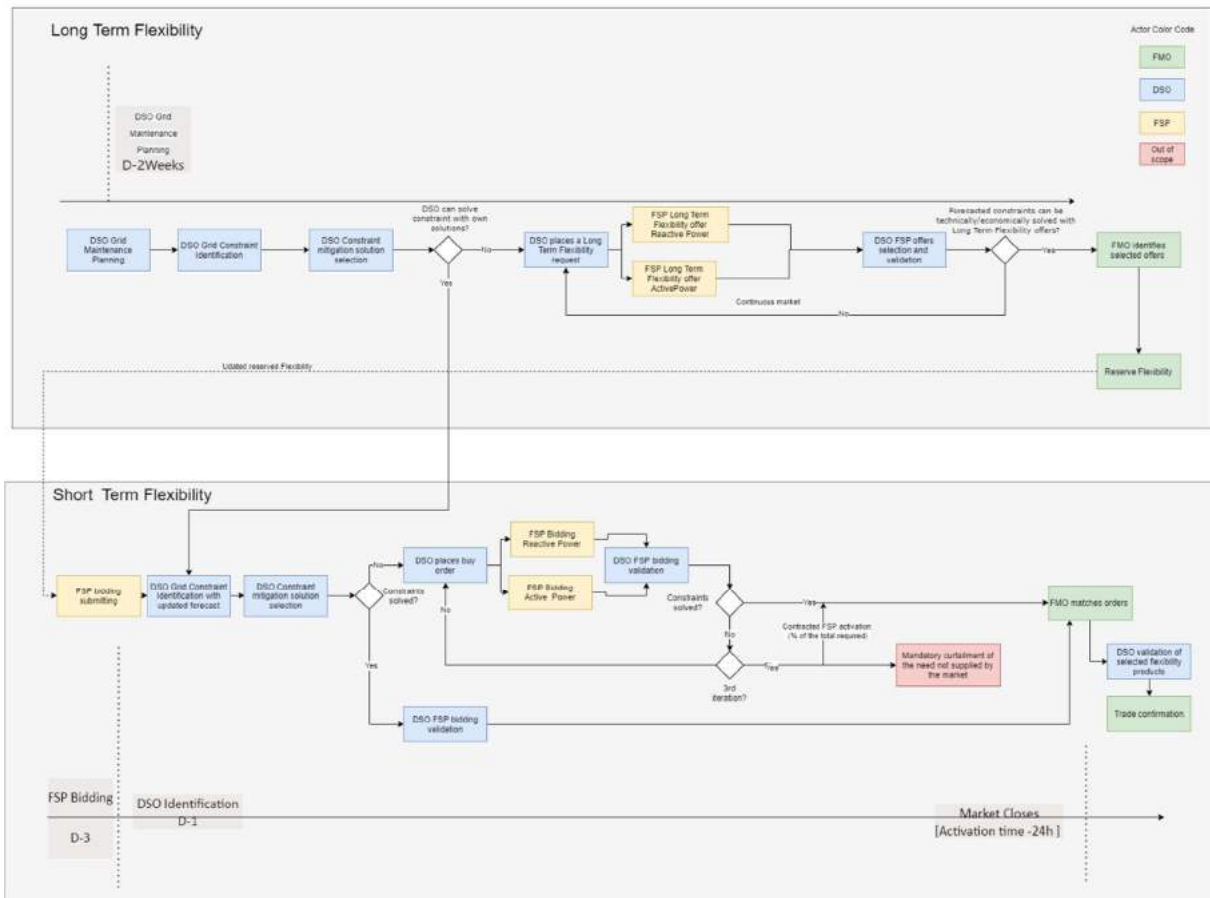 Long Term Flexibility
Actor Color Code
FMO
DSO
FSP
Out of
scope
DSO Grid
Maintenance
Planning
D-2Weeks
DSO can solve
constraint with own
solutions?
Forecasted constraints can be
technically/economically solved with
Long Term Flexibility offers?
DSO Grid
Maintenance
Planning
DSO Grid Constraint
Identification
DSO Constraint
mitigation solution
selection
No
Yes
DSO places a Long
Term Flexibility
request
FSP Long Term
Flexibility offer
Reactive Power
FSP Long Term
Flexibility offer
ActivePower
DSO FSP offers
selection and
validation
Yes
FMO identifies
selected offers
Continuous market
No
Udated reserved Flexibility
Reserve Flexibility
Short Term Flexibility
FSP bidding
submitting
DSO Grid Constraint
Identification with
updated forecast
DSO Constraint
mitigation solution
selection
No
Constraints
solved?
Yes
DSO places buy
order
FSP Bidding
Reactive Power
FSP Bidding
Active Power
DSO FSP bidding
validation
Constraints
solved?
Yes
No
No
Contracted FSP activation
(% of the total required)
3rd
iteration?
Yes
Mandatory curtailment of
the need not supplied by
the market
FMO matches orders
DSO validation of
selected flexibility
products
Trade confirmation
DSO FSP bidding
validation
FSP Bidding
D-3
DSO Identification
D-1
Market Closes
[Activation time -24h ]